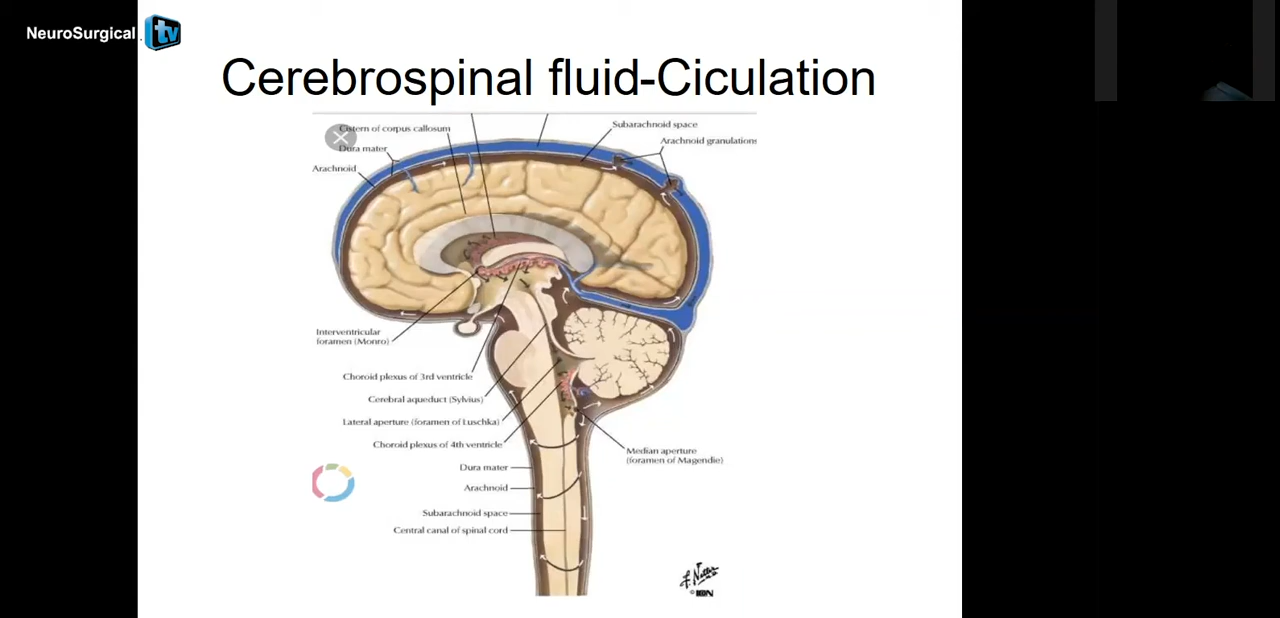 NeuroSurgical tv
Cerebrospinal fluid-Ciculation
Cistern of corpus callosum
Dura mater
Arachnoid
Subarachnoid space
Arachnoid granulations
Interventricular
foramen (Monro)
Choroid plexus of 3rd ventricle
Cerebral aqueduct (Sylvius)
Lateral aperture (foramen of Luschka)
Choroid plexus of 4th ventricle
Dura mater
Arachnoid
Subarachnoid space
Central canal of spinal cord
Median aperture
(foramen of Magendie)
F. Netter